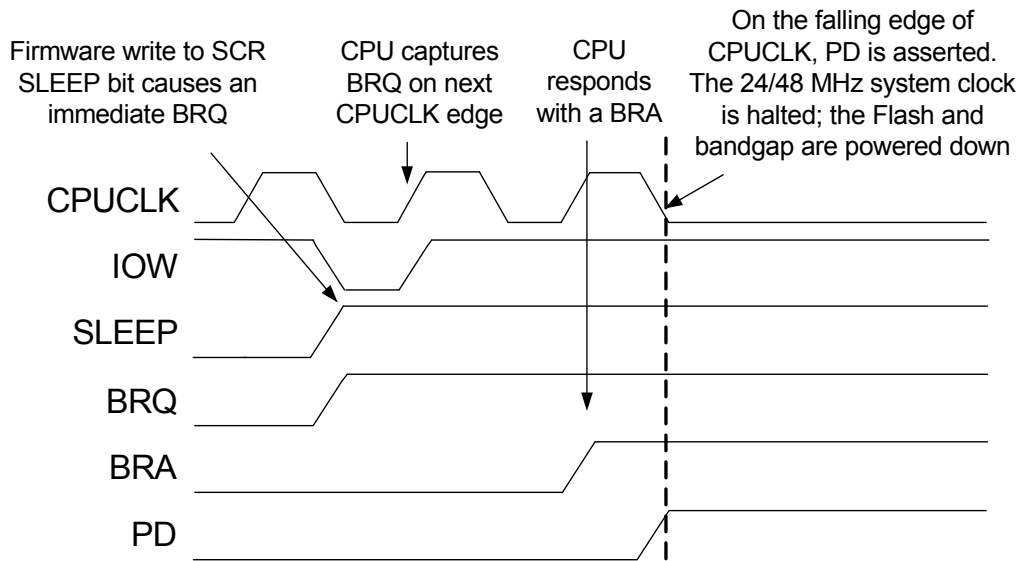 Firmware write to SCR
SLEEP bit causes an
immediate BRQ
CPU captures
BRQ on next
CPUCLK edge
CPU
responds
with a BRA
On the falling edge of
CPUCLK, PD is asserted.
The 24/48 MHz system clock
is halted; the Flash and
bandgap are powered down
CPUCLK
IOW
SLEEP
BRQ
BRA
PD